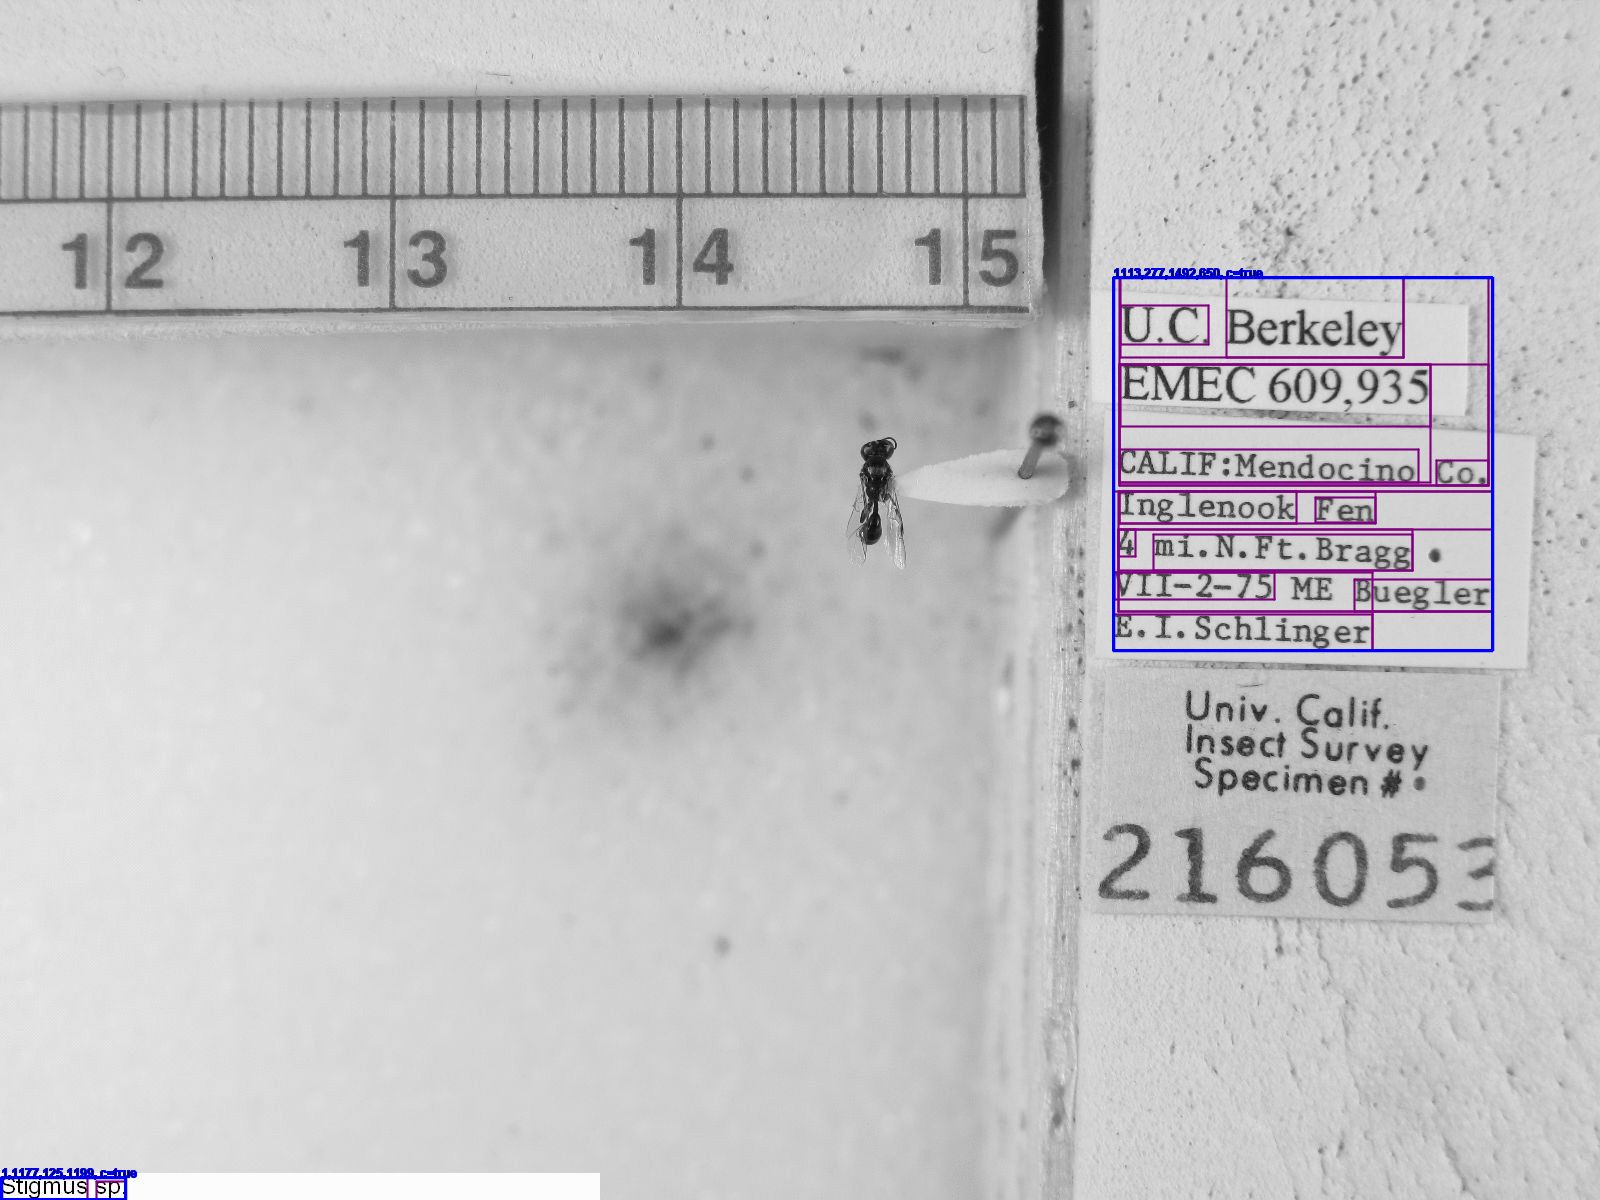 12 13 14 15
1113,277,1492,650, c=true
U.C. Berkeley
EMEC 609,935
CALIF:Mendocino Co.
Inglenook Fen
4 mi.N.Ft.Bragg
VII-2-75 ME Buegler
E.I.Schlinger
Univ. Calif.
Insect Survey
Specimen #
216053
1,1177,125,1199, c=true
Stigmus sp.